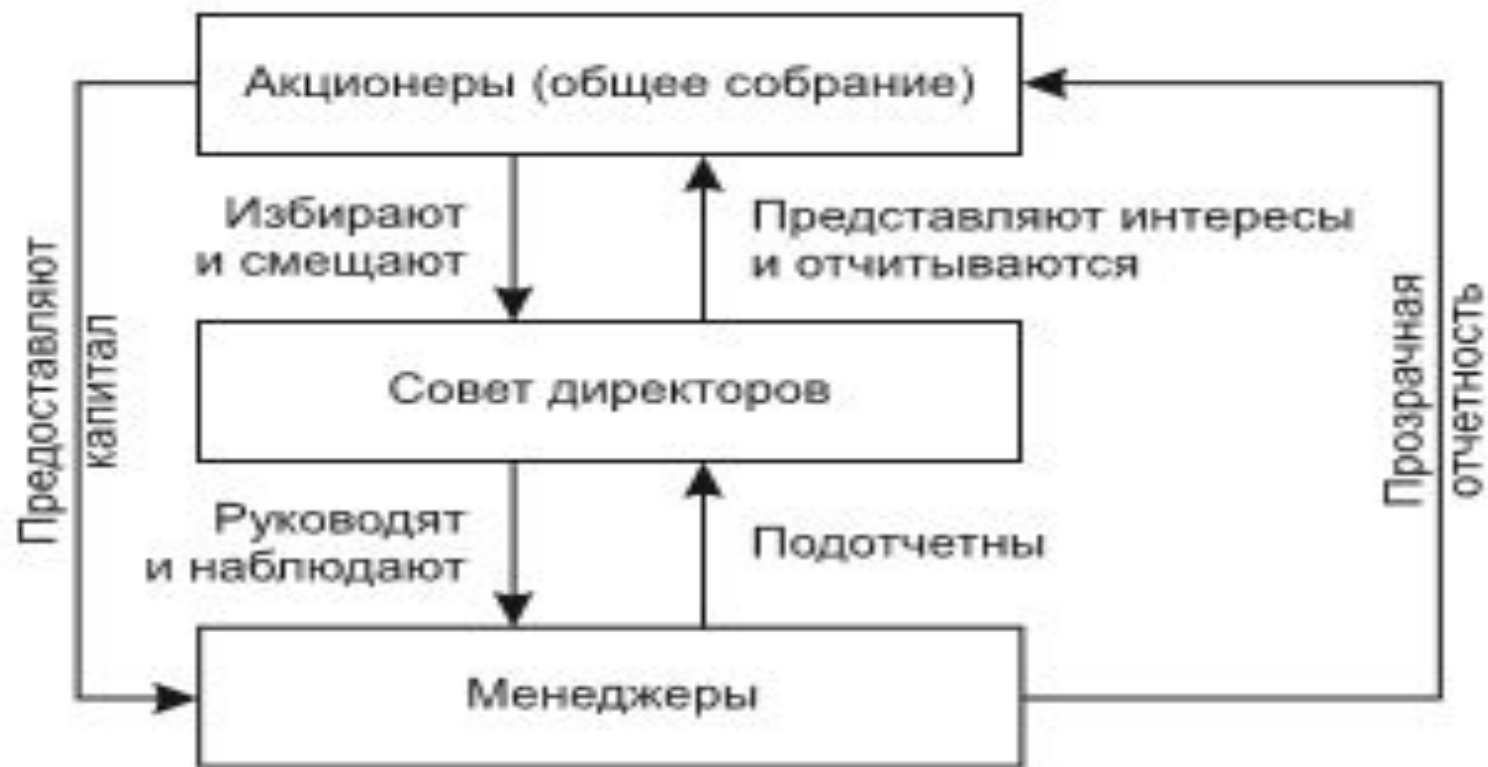 Акционеры (общее собрание)
Избирают
и смещают
Представляют интересы
и отчитываются
Предоставляют
капитал
Прозрачная
отчетность
Совет директоров
Руководят
и наблюдают
Подотчетны
Менеджеры